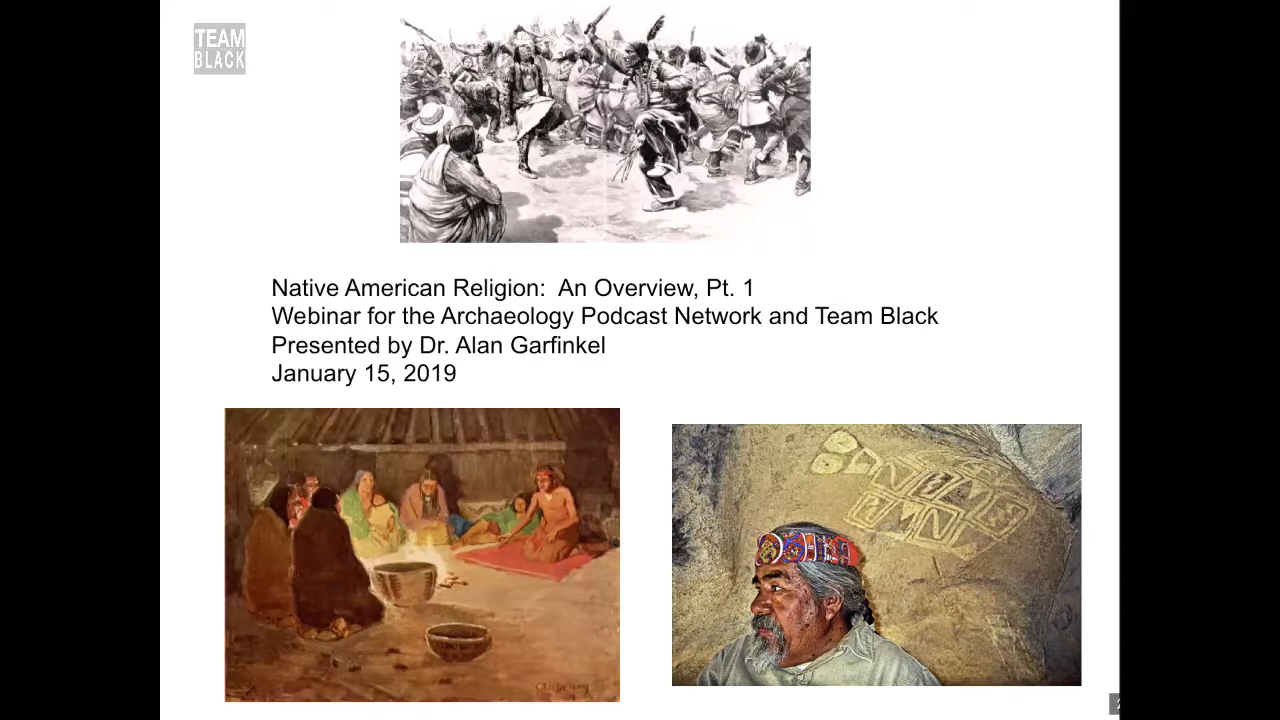 TEAM
BLACK
Native American Religion:  An Overview, Pt. 1
Webinar for the Archaeology Podcast Network and Team Black
Presented by Dr. Alan Garfinkel
January 15, 2019